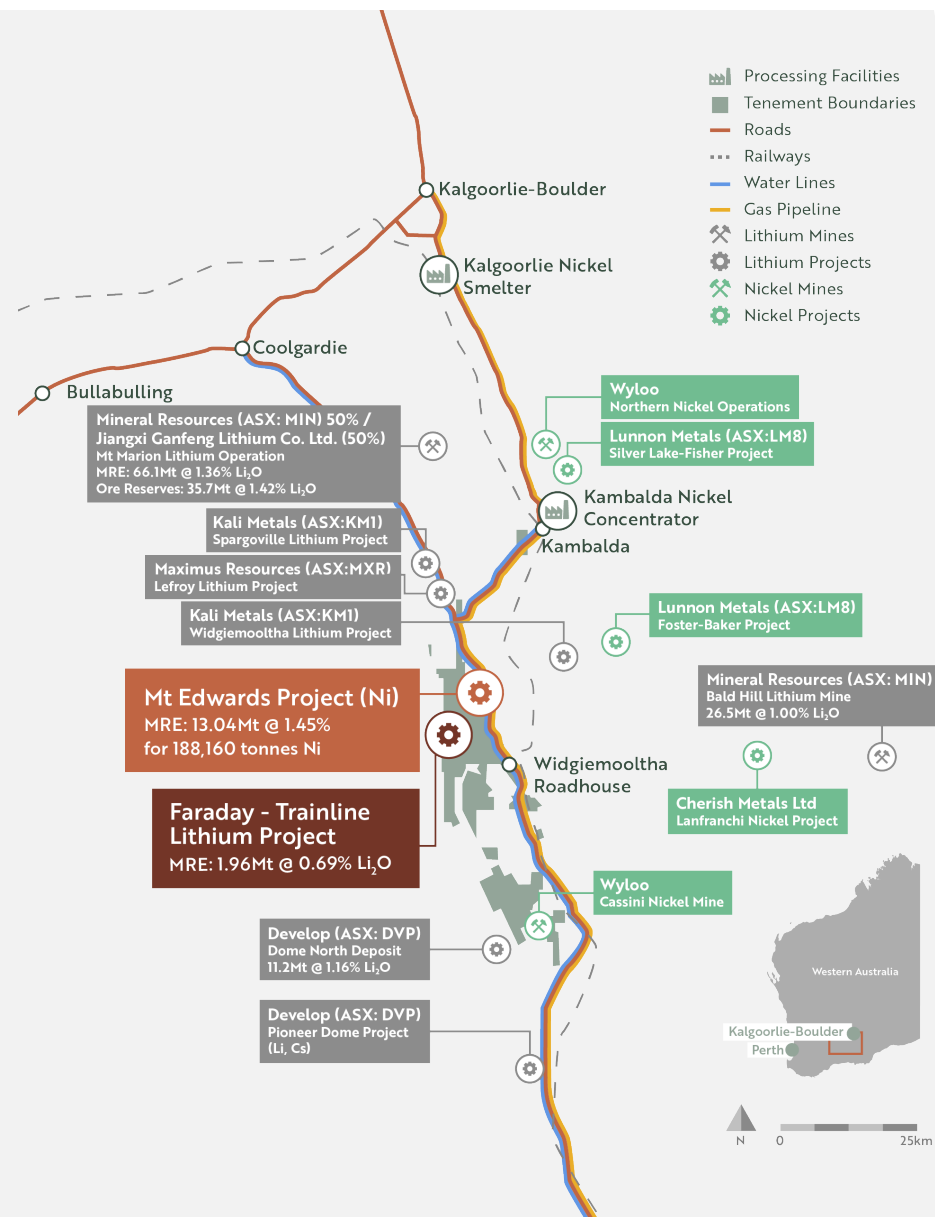 Processing Facilities
Tenement Boundaries
Roads
Railways
Water Lines
Gas Pipeline
Lithium Mines
Lithium Projects
Nickel Mines
Nickel Projects
Kalgoorlie-Boulder
Kalgoorlie Nickel
Smelter
Coolgardie
Bullabulling
Mineral Resources (ASX: MIN) 50% /
Jiangxi Ganfeng Lithium Co. Ltd. (50%)
Mt Marion Lithium Operation
MRE: 66.1Mt @ 1.36% Li₂O
Ore Reserves: 35.7Mt @ 1.42% Li₂O
Wyloo
Northern Nickel Operations
Lunnon Metals (ASX:LM8)
Silver Lake-Fisher Project
Kambalda Nickel
Concentrator
Kambalda
Kali Metals (ASX:KM1)
Spargoville Lithium Project
Maximus Resources (ASX:MXR)
Lefroy Lithium Project
Kali Metals (ASX:KM1)
Widgiemooltha Lithium Project
Lunnon Metals (ASX:LM8)
Foster-Baker Project
Mt Edwards Project (Ni)
MRE: 13.04Mt @ 1.45%
for 188,160 tonnes Ni
Mineral Resources (ASX: MIN)
Bald Hill Lithium Mine
26.5Mt @ 1.00% Li₂O
Widgiemooltha
Roadhouse
Cherish Metals Ltd
Lanfranchi Nickel Project
Faraday - Trainline
Lithium Project
MRE: 1.96Mt @ 0.69% Li₂O
Wyloo
Cassini Nickel Mine
Develop (ASX: DVP)
Dome North Deposit
11.2Mt @ 1.16% Li₂O
Develop (ASX: DVP)
Pioneer Dome Project
(Li, Cs)
Western Australia
Kalgoorlie-Boulder
Perth
N
0
25km